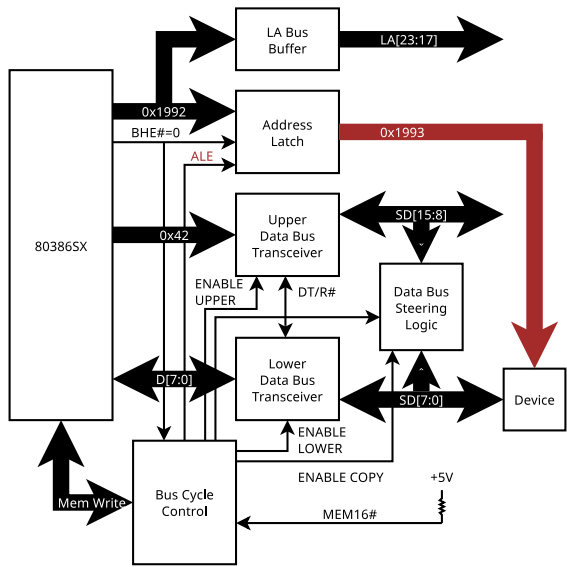 LA Bus
Buffer
LA[23:17]
0x1992
BHE#=0
Address
Latch
0x1993
ALE
80386SX
0x42
Upper
Data Bus
Transceiver
SD[15:8]
ENABLE
UPPER
DT/R#
Data Bus
Steering
Logic
D[7:0]
Lower
Data Bus
Transceiver
SD[7:0]
Device
ENABLE
LOWER
ENABLE COPY
+5V
Mem Write
Bus Cycle
Control
MEM16#